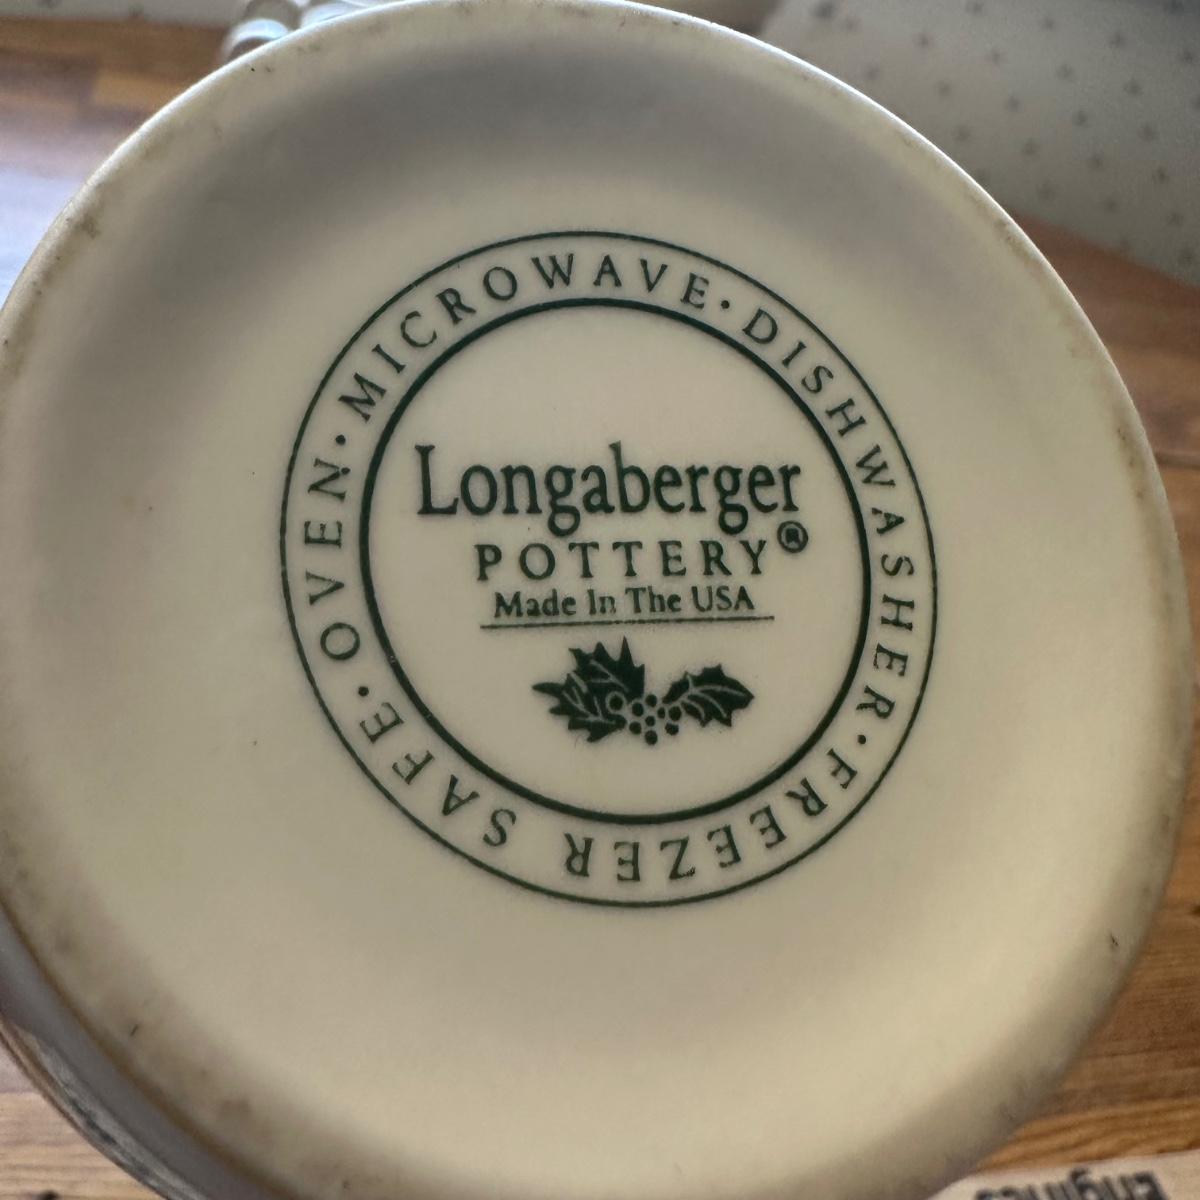 OVEN · MICROWAVE · DISHWASHER · FREEZER SAFE ·
Longaberger
POTTERY®
Made In The USA